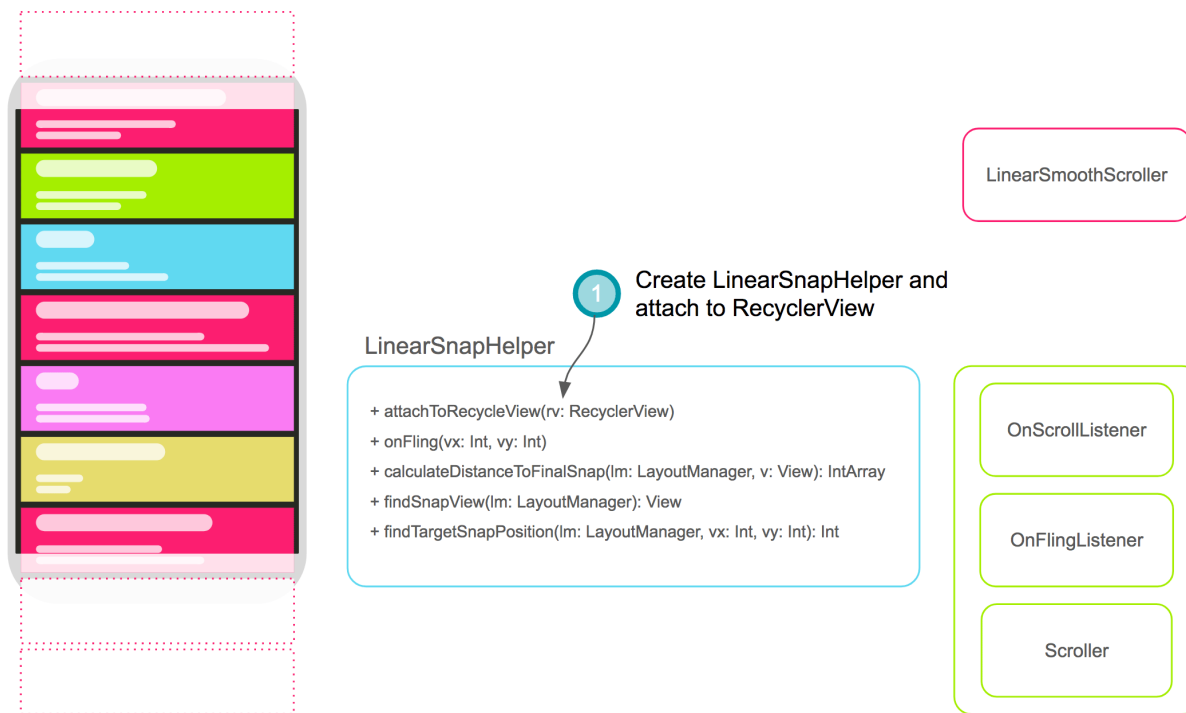 LinearSmoothScroller
1
Create LinearSnapHelper and
attach to RecyclerView
LinearSnapHelper
+ attachToRecycleView(rv: RecyclerView)
+ onFling(vx: Int, vy: Int)
+ calculateDistanceToFinalSnap(lm: LayoutManager, v: View): IntArray
+ findSnapView(lm: LayoutManager): View
+ findTargetSnapPosition(lm: LayoutManager, vx: Int, vy: Int): Int
OnScrollListener
OnFlingListener
Scroller